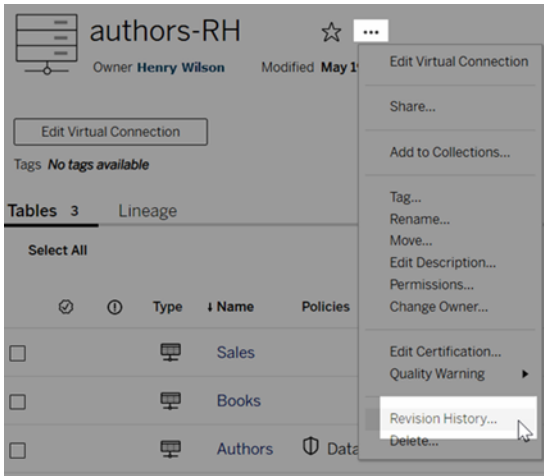 authors-RH
...
Owner Henry Wilson Modified May 1
Edit Virtual Connection
Tags No tags available
Tables 3 Lineage
Select All
Type ↓ Name Policies
Sales
Books
Authors Data
Edit Virtual Connection
Share...
Add to Collections...
Tag...
Rename...
Move...
Edit Description...
Permissions...
Change Owner...
Edit Certification...
Quality Warning
Revision History...
Delete...